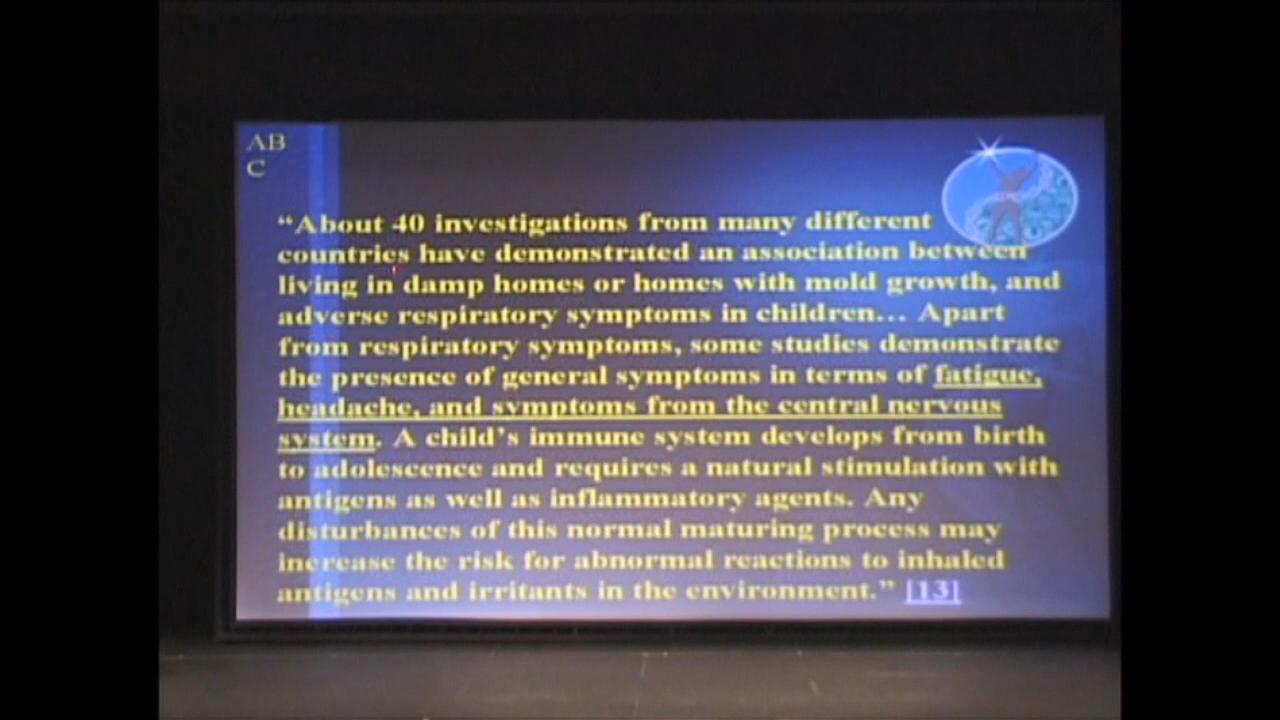 AB
C
“About 40 investigations from many different
countries have demonstrated an association between
living in damp homes or homes with mold growth, and
adverse respiratory symptoms in children... Apart
from respiratory symptoms, some studies demonstrate
the presence of general symptoms in terms of fatigue,
headache, and symptoms from the central nervous
system. A child’s immune system develops from birth
to adolescence and requires a natural stimulation with
antigens as well as inflammatory agents. Any
disturbances of this normal maturing process may
increase the risk for abnormal reactions to inhaled
antigens and irritants in the environment.” [13]